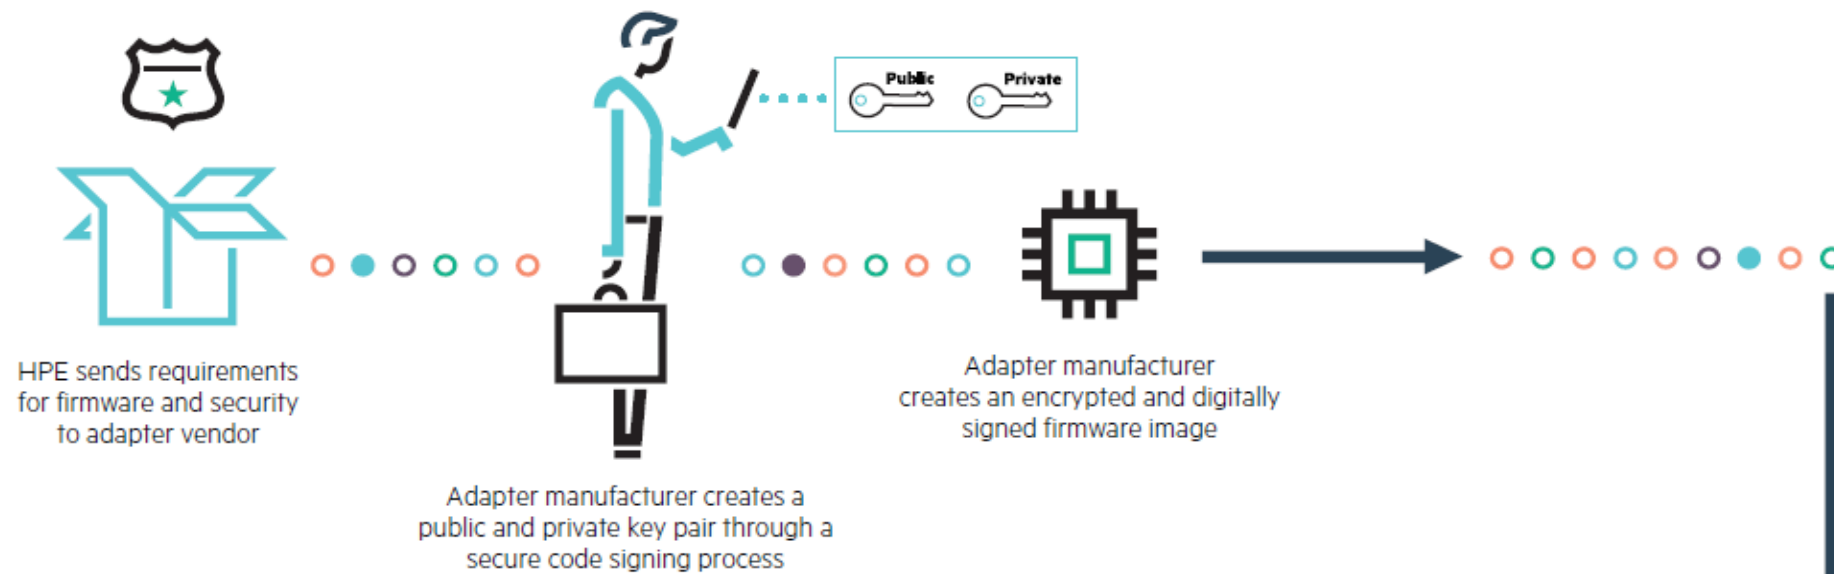 Public
Private
HPE sends requirements
for firmware and security
to adapter vendor
Adapter manufacturer creates a
public and private key pair through a
secure code signing process
Adapter manufacturer
creates an encrypted and digitally
signed firmware image